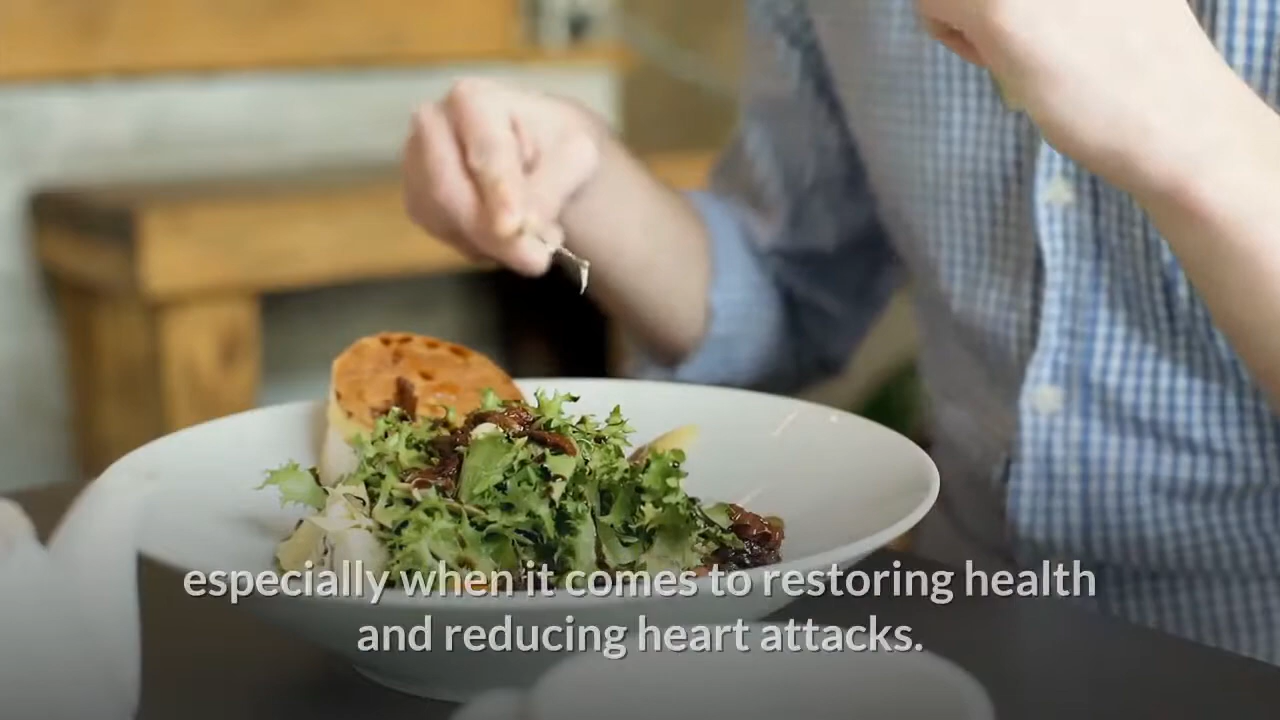 especially when it comes to restoring health
and reducing heart attacks.